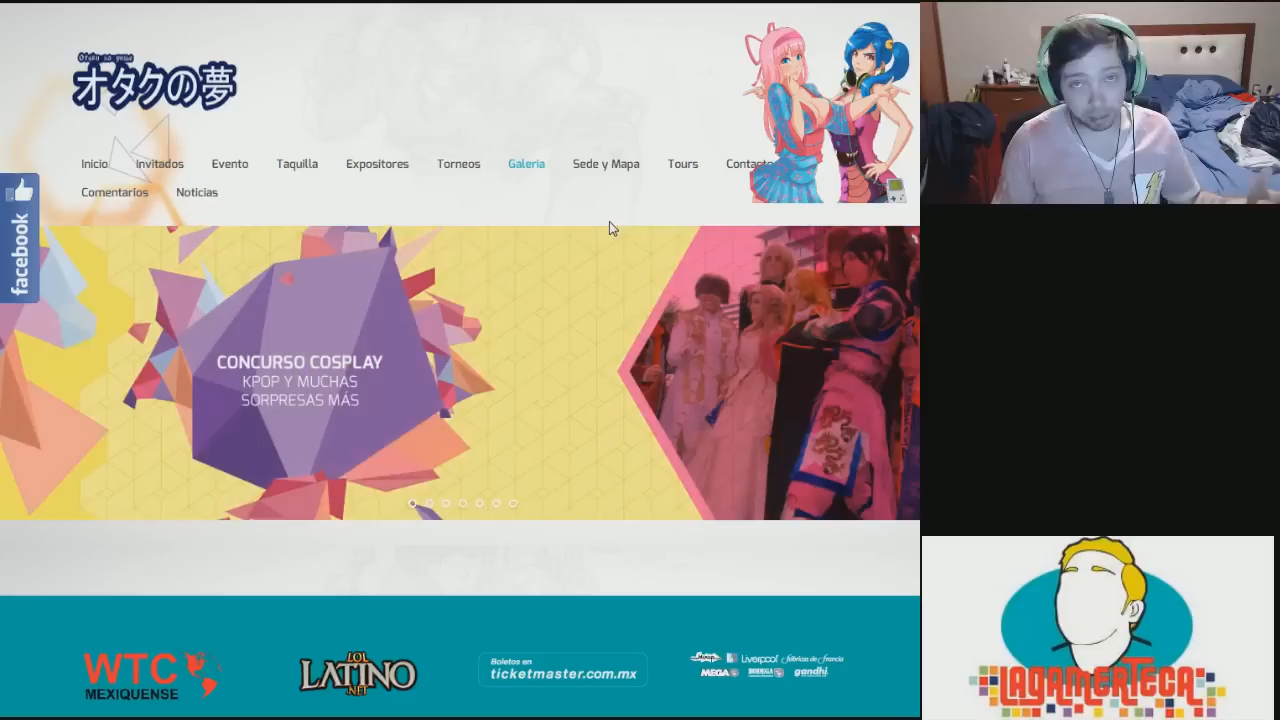 Otaku no yume
オタクの夢
Inicio Invitados Evento Taquilla Expositores Torneos Galeria Sede y Mapa Tours Contacto
Comentarios Noticias
facebook
CONCURSO COSPLAY
KPOP Y MUCHAS
SORPRESAS MÁS
WTC
MEXIQUENSE
LOL
LATINO
.NET
Boletos en
ticketmaster.com.mx
Liverpool fábricas de francia
MEGA gandhi
LAGAMERTECA